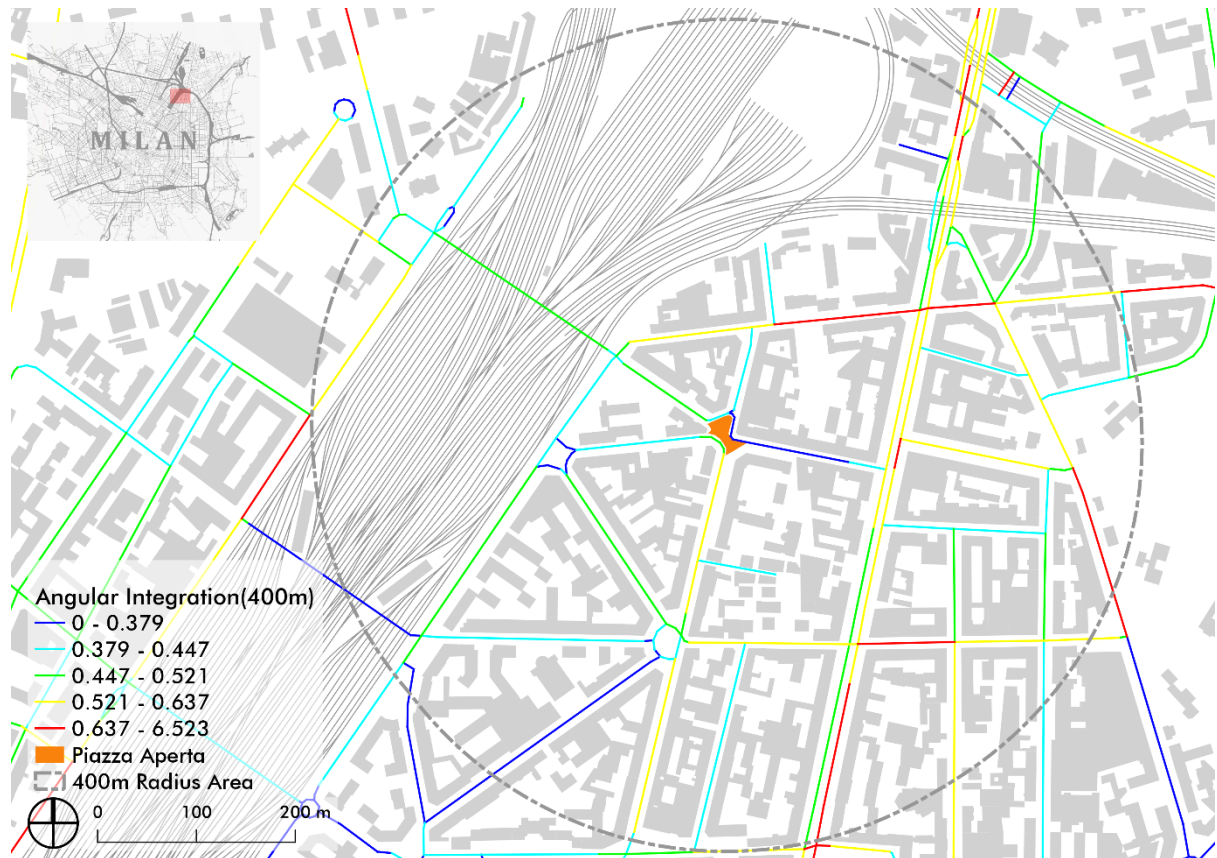 MILAN
Angular Integration(400m)
0 - 0.379
0.379 - 0.447
0.447 - 0.521
0.521 - 0.637
0.637 - 6.523
Piazza Aperta
400m Radius Area
0 100 200 m